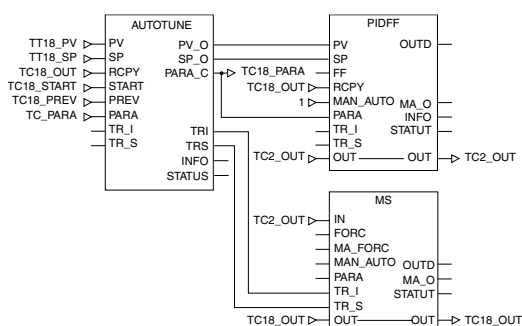 AUTOTUNE
TT18_PV PV PV_O
TT18_SP SP SP_O
TC18_OUT RCPY PARA_C TC18_PARA
TC18_START START
TC18_PREV PREV
TC_PARA PARA
TR_I TRI
TR_S TRS
INFO
STATUS
PIDFF
PV OUTD
SP
FF
TC18_OUT RCPY
1 MAN_AUTO MA_O
PARA INFO
TR_I STATUT
TR_S
TC2_OUT OUT OUT TC2_OUT
MS
TC2_OUT IN
FORC
MA_FORC
MAN_AUTO OUTD
PARA MA_O
TR_I STATUT
TR_S
TC18_OUT OUT OUT TC18_OUT